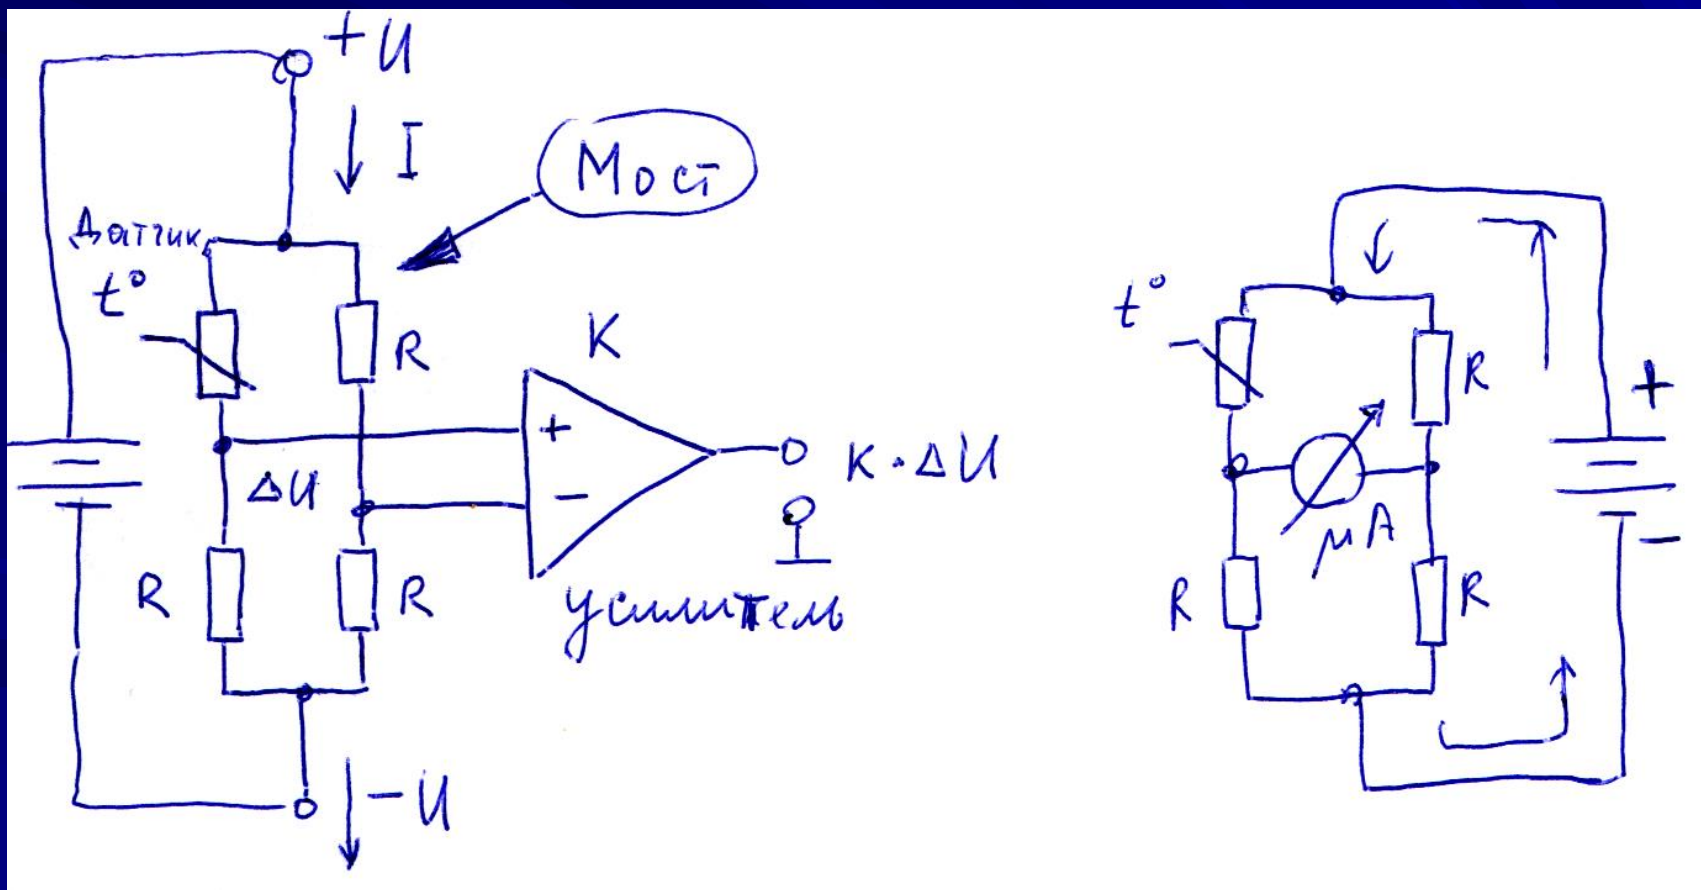 +U
I
Мост
Датчик
t°
R
K
+
−
ΔU
K·ΔU
R
R
усилитель
−U
t°
R
+
μA
−
R
R